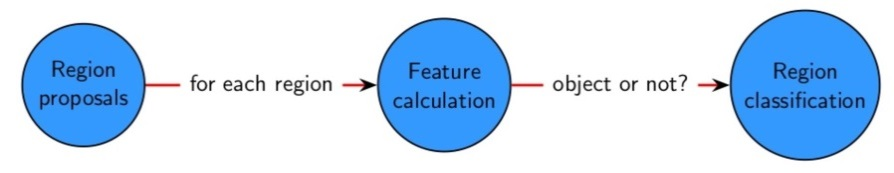 Region
proposals
for each region
Feature
calculation
object or not?
Region
classification